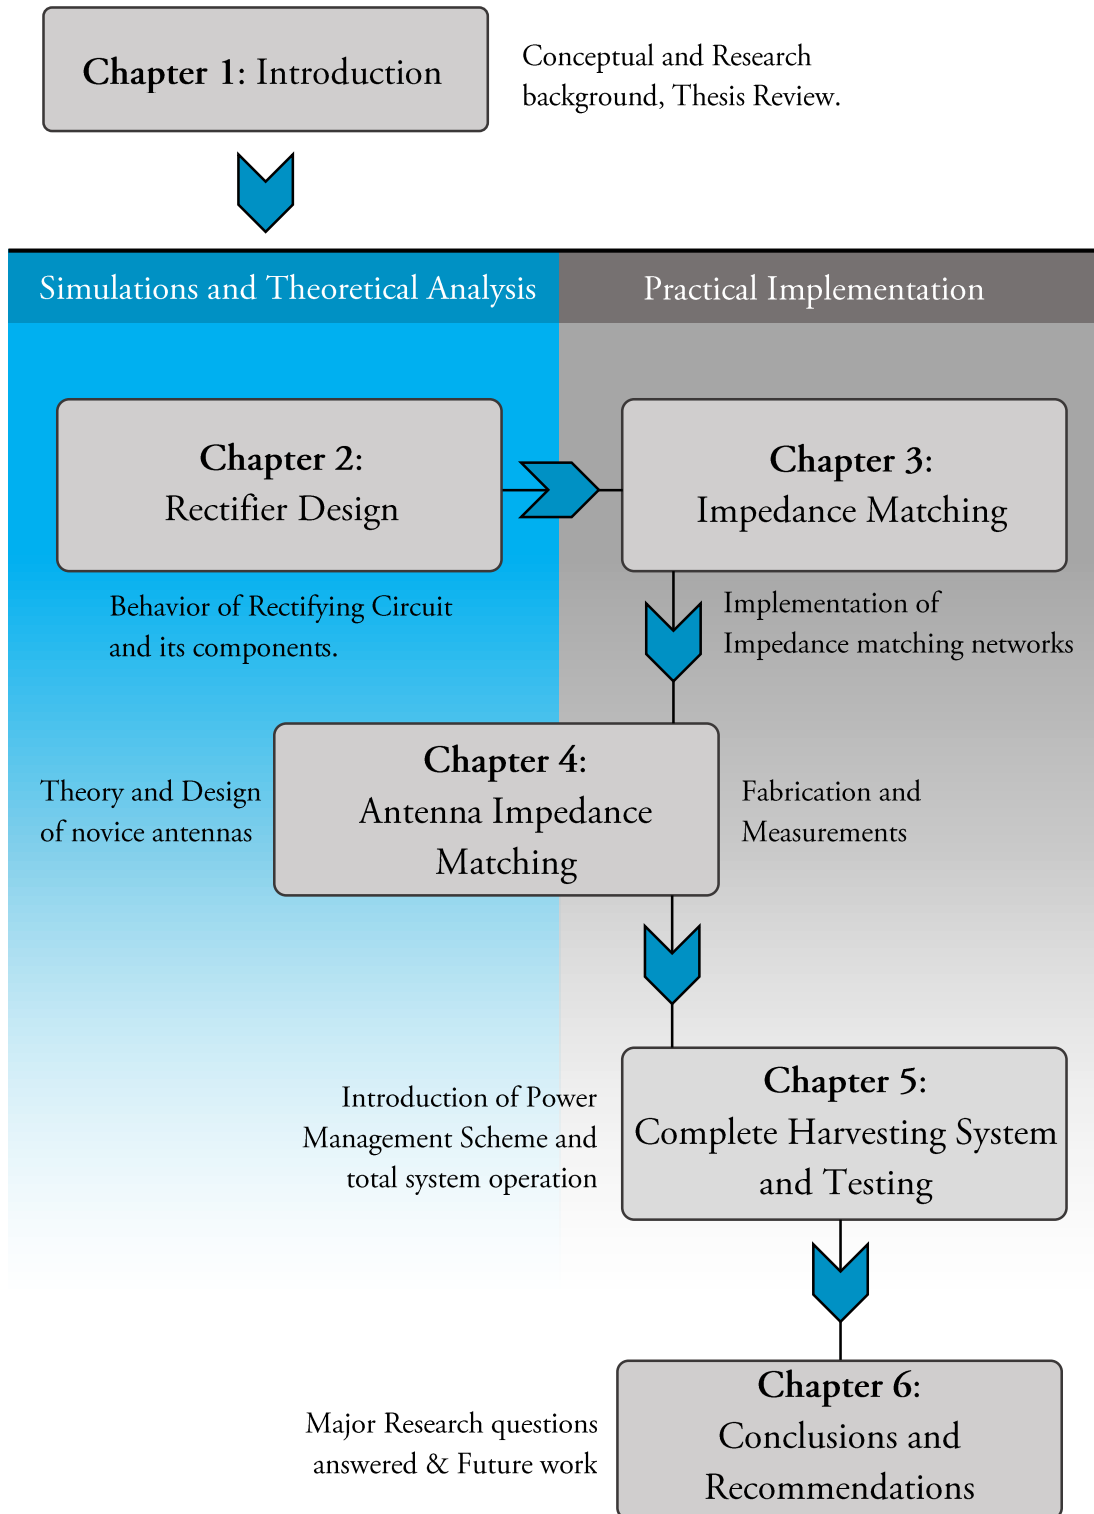 Chapter 1: Introduction
Conceptual and Research
background, Thesis Review.
Simulations and Theoretical Analysis
Practical Implementation
Chapter 2:
Rectifier Design
Chapter 3:
Impedance Matching
Behavior of Rectifying Circuit
and its components.
Implementation of
Impedance matching networks
Chapter 4:
Antenna Impedance
Matching
Theory and Design
of novice antennas
Fabrication and
Measurements
Chapter 5:
Complete Harvesting System
and Testing
Introduction of Power
Management Scheme and
total system operation
Chapter 6:
Conclusions and
Recommendations
Major Research questions
answered & Future work